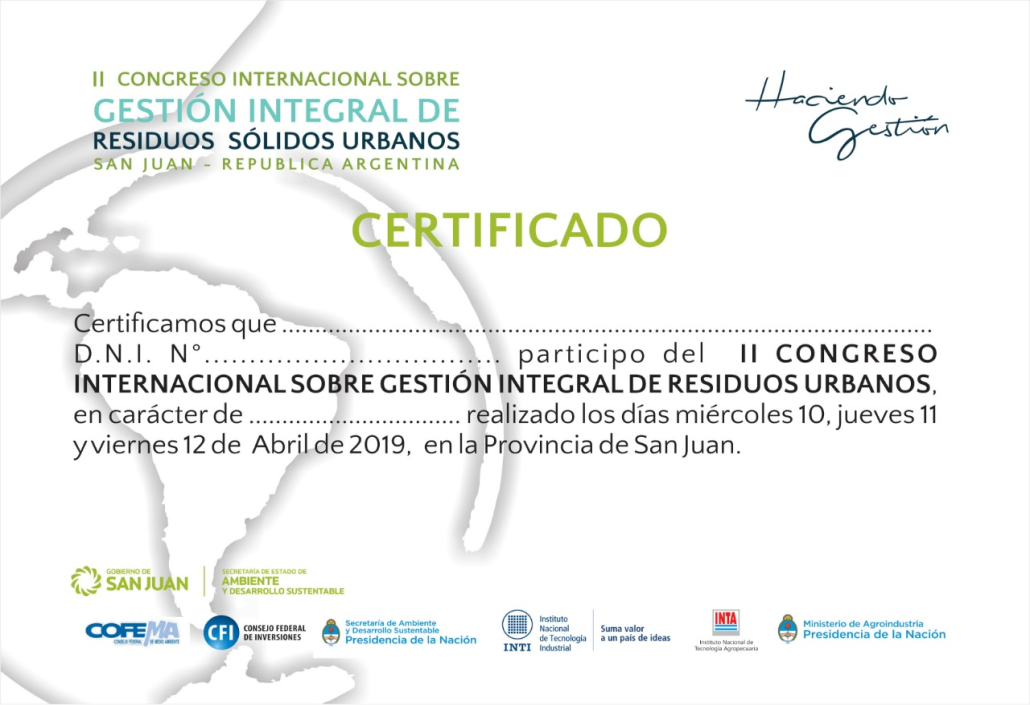 II CONGRESO INTERNACIONAL SOBRE
GESTIÓN INTEGRAL DE
RESIDUOS SÓLIDOS URBANOS
SAN JUAN - REPUBLICA ARGENTINA
Haciendo
Gestión
CERTIFICADO
Certificamos que ..................................................................................................
D.N.I. N°................................. participo del II CONGRESO
INTERNACIONAL SOBRE GESTIÓN INTEGRAL DE RESIDUOS URBANOS,
en carácter de ................................ realizado los días miércoles 10, jueves 11
y viernes 12 de Abril de 2019, en la Provincia de San Juan.
GOBIERNO DE
SAN JUAN
SECRETARÍA DE ESTADO DE
AMBIENTE
Y DESARROLLO SUSTENTABLE
COFEMA
CONSEJO FEDERAL DE MEDIO AMBIENTE
CFI
CONSEJO FEDERAL
DE INVERSIONES
Secretaría de Ambiente
y Desarrollo Sustentable
Presidencia de la Nación
INTI
Instituto
Nacional
de Tecnología
Industrial
Suma valor
a un país de ideas
INTA
Instituto Nacional de
Tecnología Agropecuaria
Ministerio de Agroindustria
Presidencia de la Nación